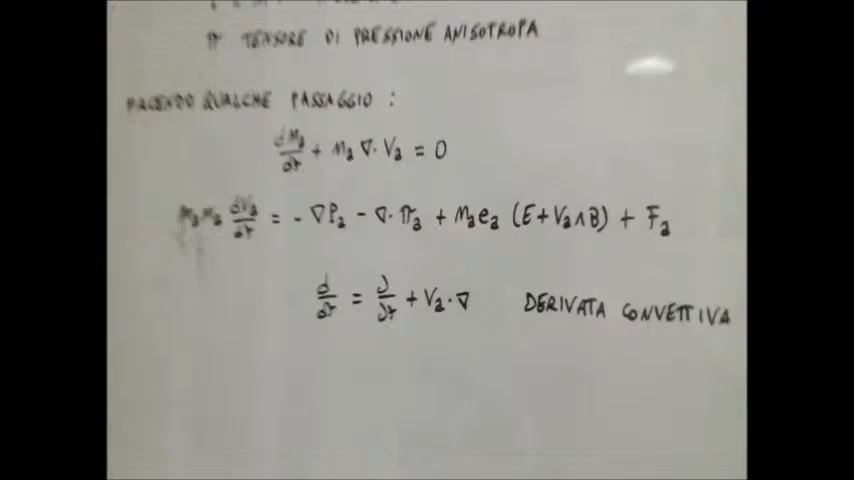 π TENSORE DI PRESSIONE ANISOTROPA
FACENDO QUALCHE PASSAGGIO :
dn_a/dt + n_a ∇· V_a = 0
m_a n_a dV_a/dt = - ∇P_a - ∇· π_a + n_a e_a (E + V_a ∧ B) + F_a
d/dt = ∂/∂t + V_a · ∇ DERIVATA CONVETTIVA